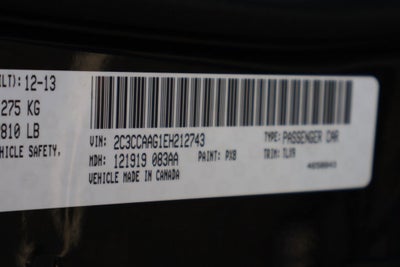 ILT): 12-13
275 KG
810 LB
EHICLE SAFETY,
VIN: 2C3CCAAG1EH212743 TYPE: PASSENGER CAR
MDH: 121919 083AA PAINT: PX8 TRIM: TLX9
VEHICLE MADE IN CANADA